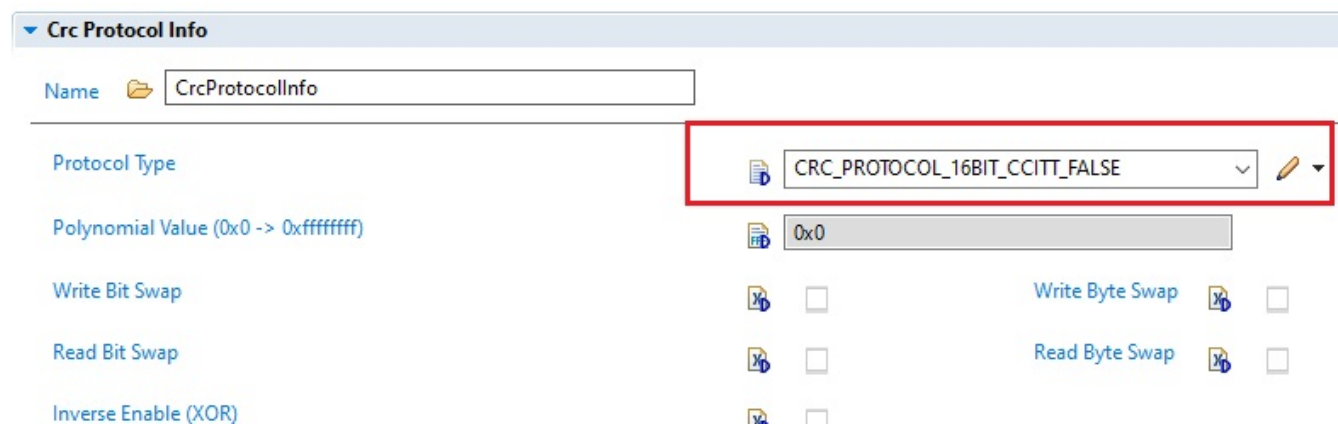 Crc Protocol Info
Name CrcProtocolInfo
Protocol Type CRC_PROTOCOL_16BIT_CCITT_FALSE
Polynomial Value (0x0 -> 0xffffffff) 0x0
Write Bit Swap Write Byte Swap
Read Bit Swap Read Byte Swap
Inverse Enable (XOR)